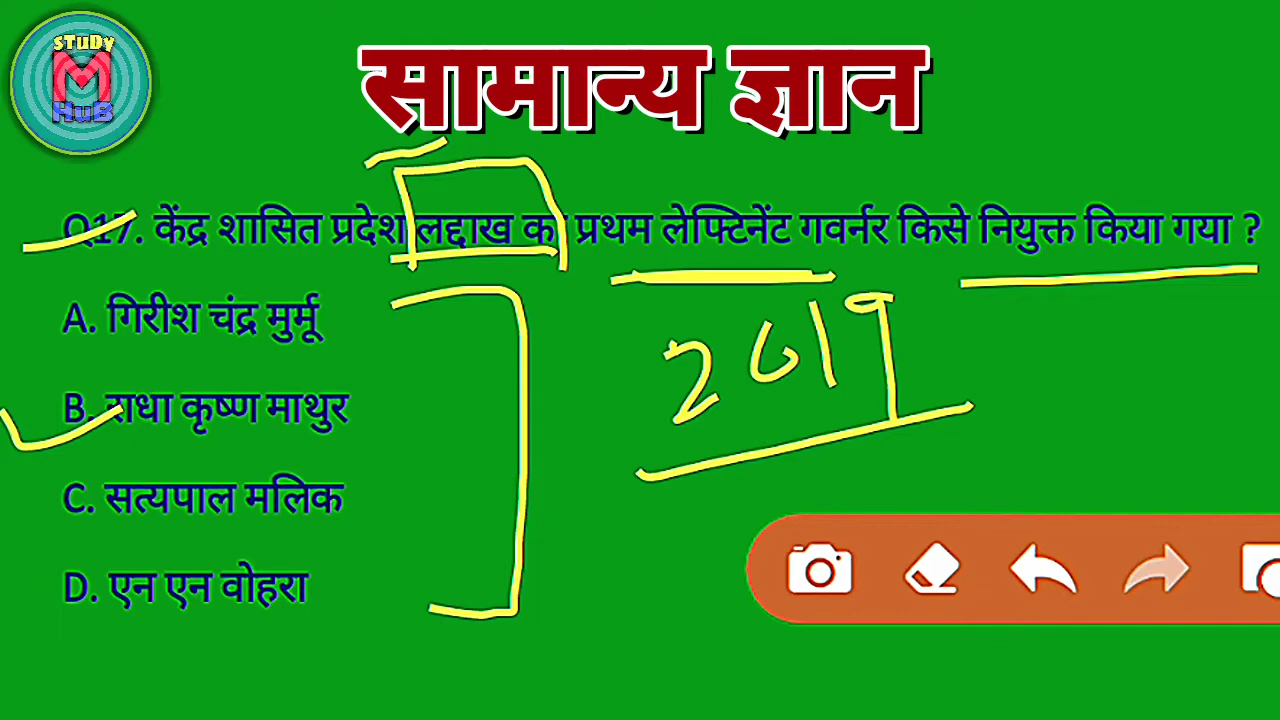 STUDY
M
HUB
सामान्य ज्ञान
Q17. केंद्र शासित प्रदेश लद्दाख का प्रथम लेफ्टिनेंट गवर्नर किसे नियुक्त किया गया ?
A. गिरीश चंद्र मुर्मू
2019
B. राधा कृष्ण माथुर
C. सत्यपाल मलिक
D. एन एन वोहरा